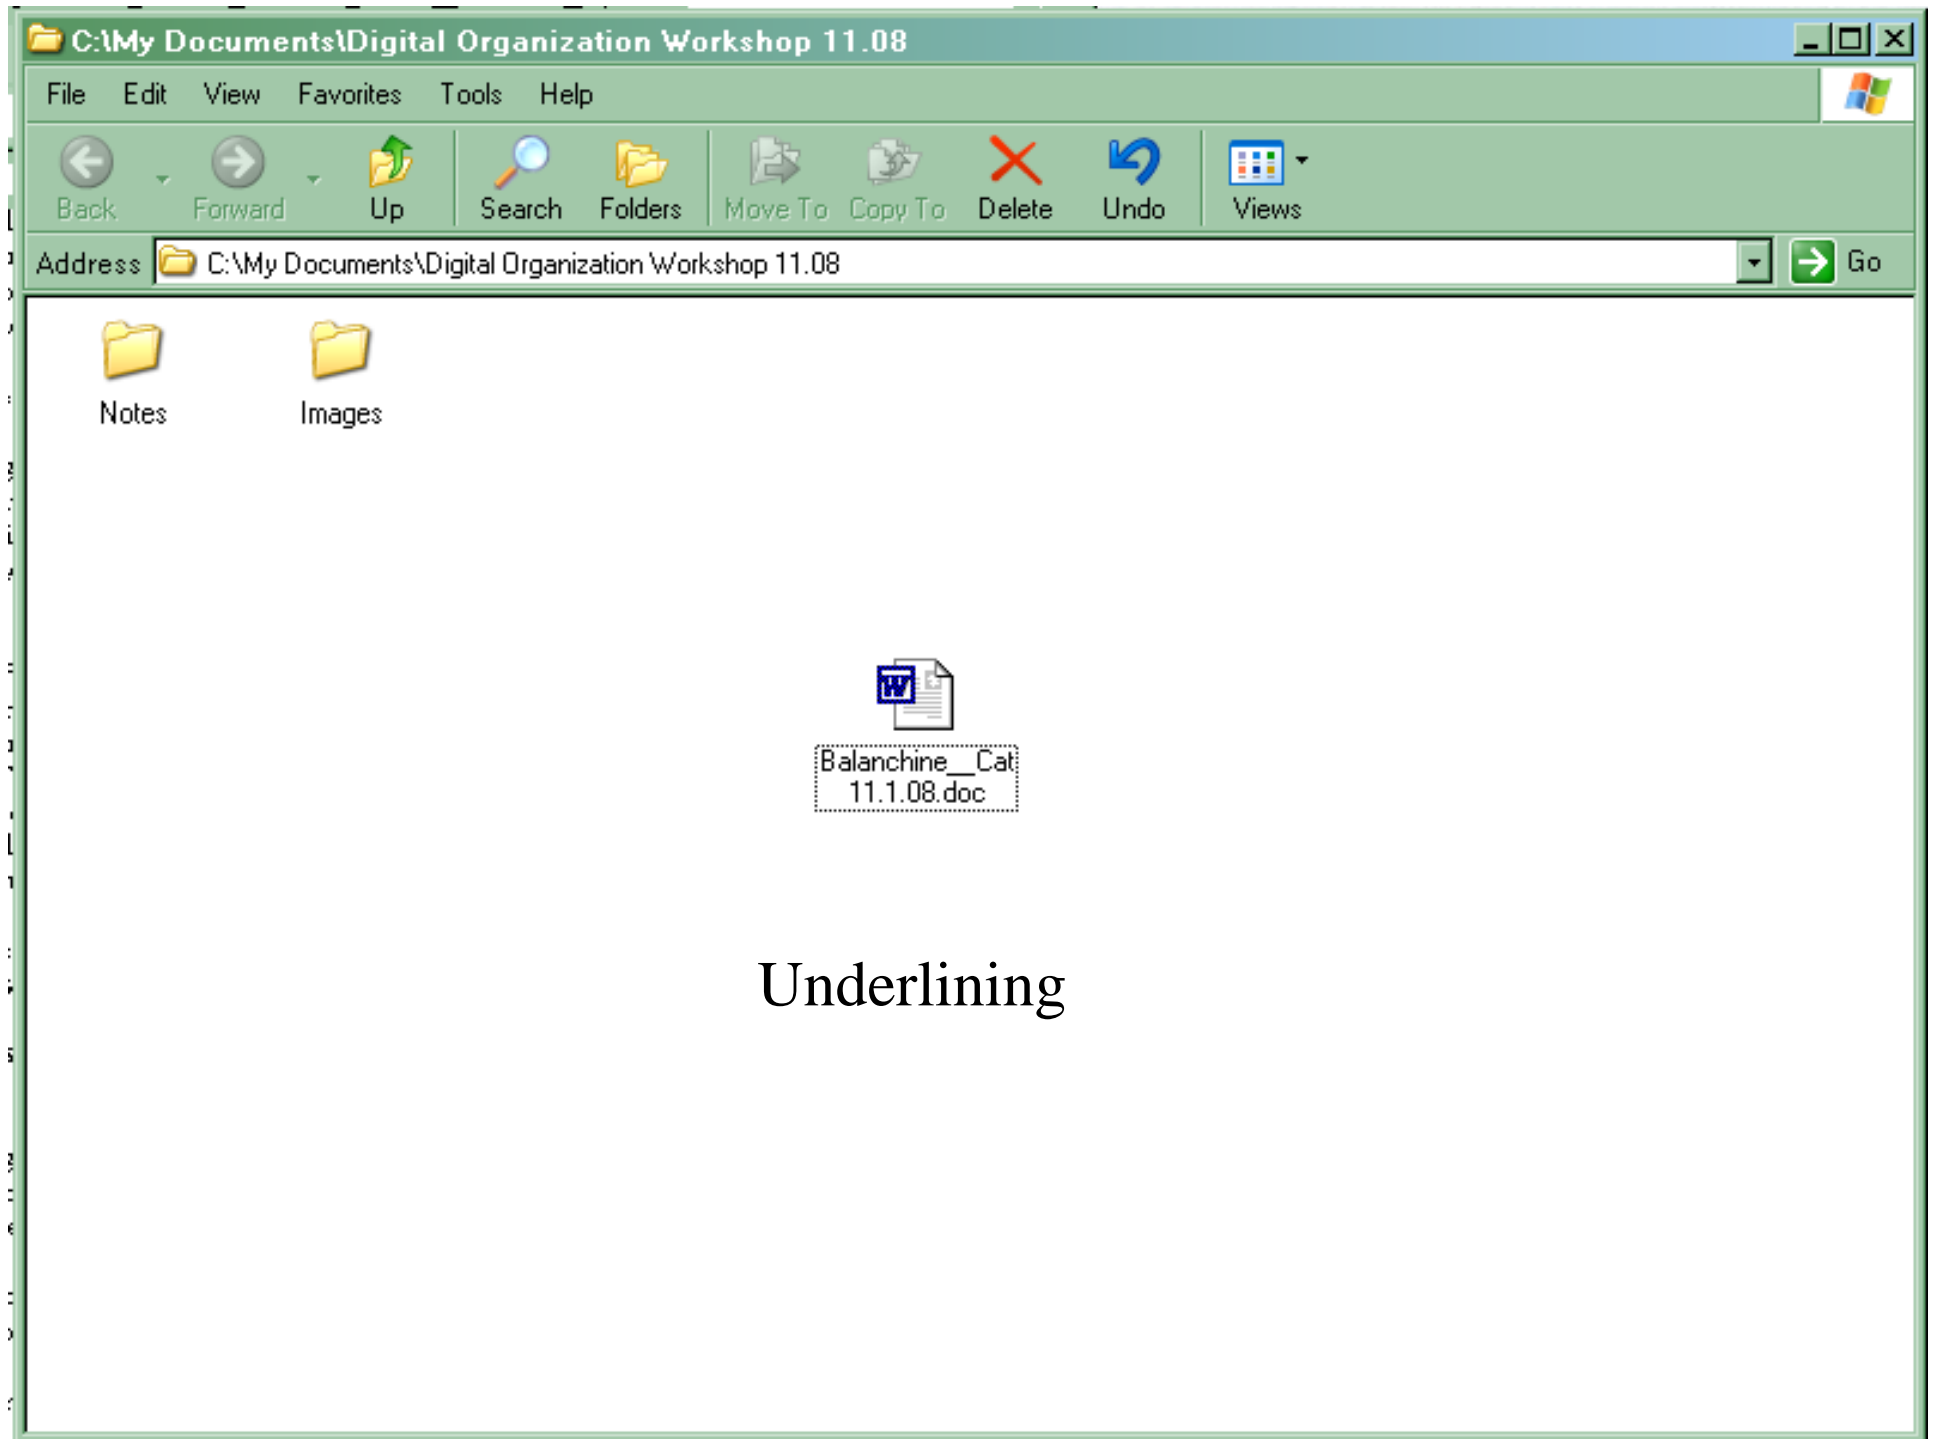 C:\My Documents\Digital Organization Workshop 11.08
File Edit View Favorites Tools Help
Back Forward Up Search Folders Move To Copy To Delete Undo Views
Address C:\My Documents\Digital Organization Workshop 11.08 Go
Notes Images
W
Balanchine__Cat
11.1.08.doc
Underlining